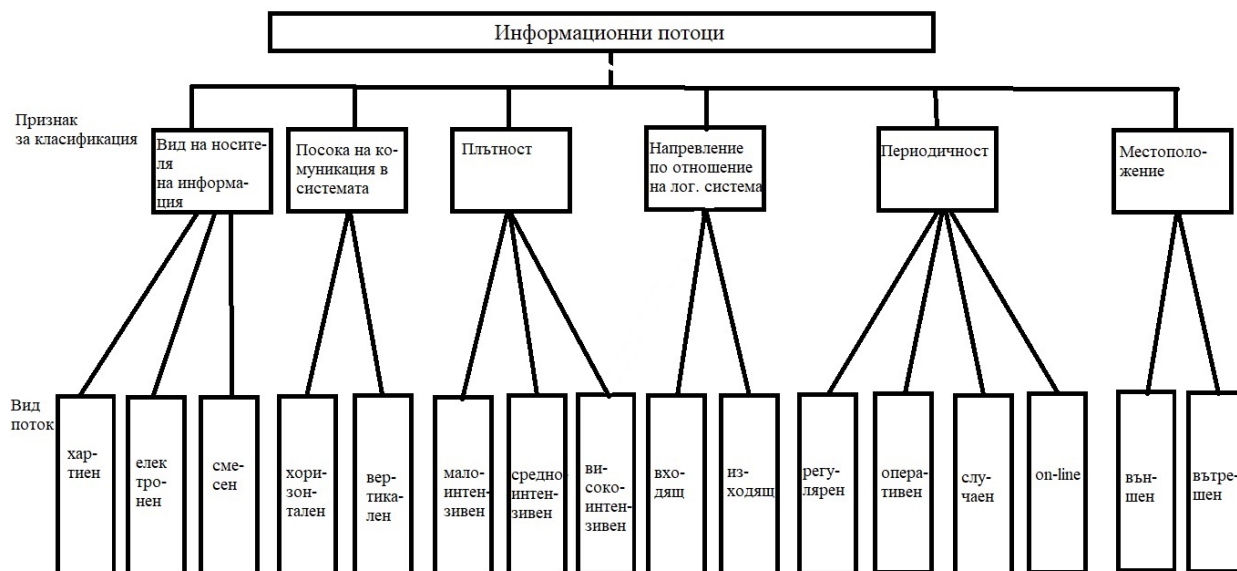 Информационни потоци
Признак
за класификация
Вид на носите-
ля
на информа-
ция
Посока на ко-
муникация в
системата
Плътност
Напревление
по отношение
на лог. система
Периодичност
Местополо-
жение
Вид
поток
хар-
тиен
елек
тро-
нен
сме-
сен
хори-
зон-
тален
вер-
тика-
лен
мало-
интен-
зивен
средно-
интен-
зивен
ви-
соко-
интен-
зивен
вхо-
дящ
из-
ходящ
регу-
лярен
опера-
тивен
слу-
чаен
on-line
вън-
шен
вътре-
шен